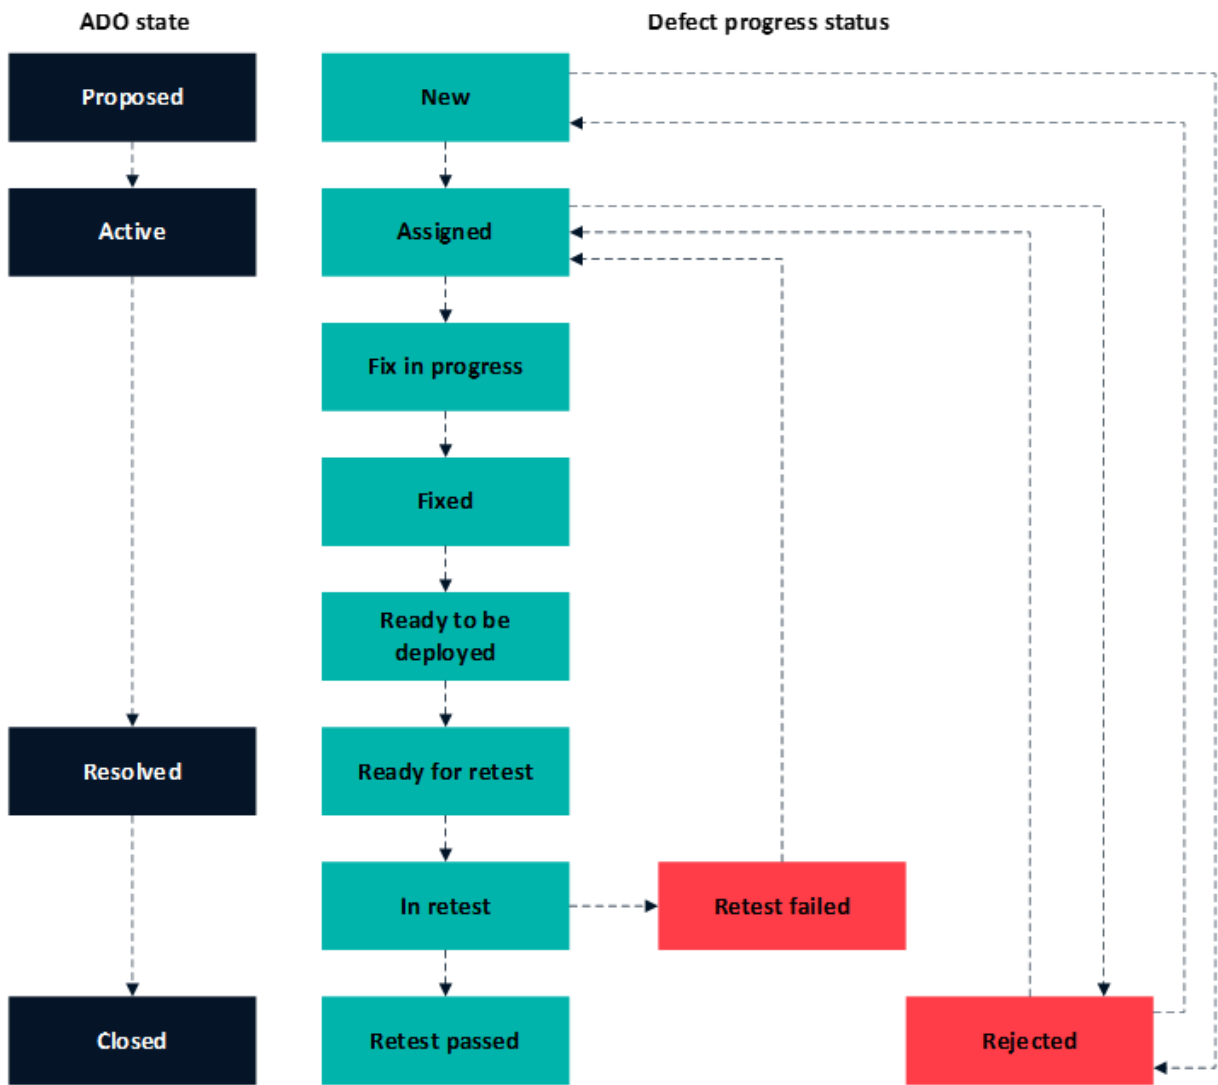 ADO state
Defect progress status
Proposed
New
Active
Assigned
Fix in progress
Fixed
Ready to be
deployed
Resolved
Ready for retest
In retest
Retest failed
Closed
Retest passed
Rejected